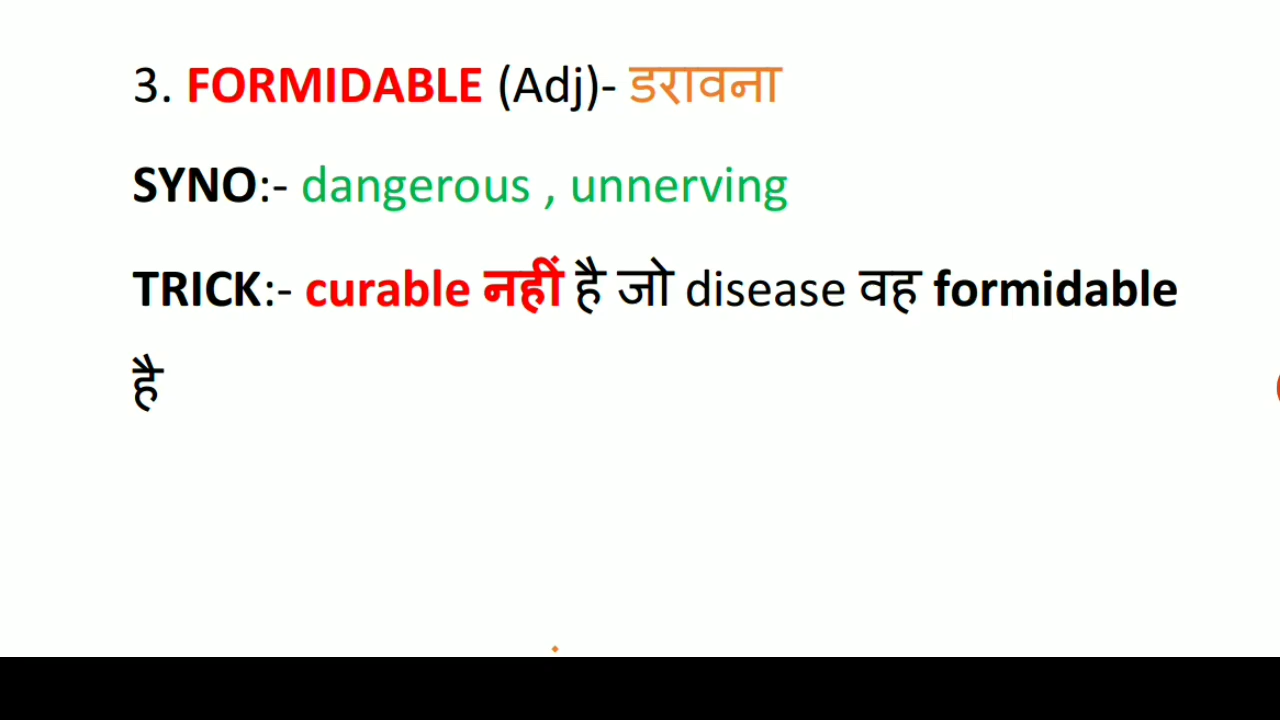 3. FORMIDABLE (Adj)- डरावना
SYNO:- dangerous , unnerving
TRICK:- curable नहीं है जो disease वह formidable
है